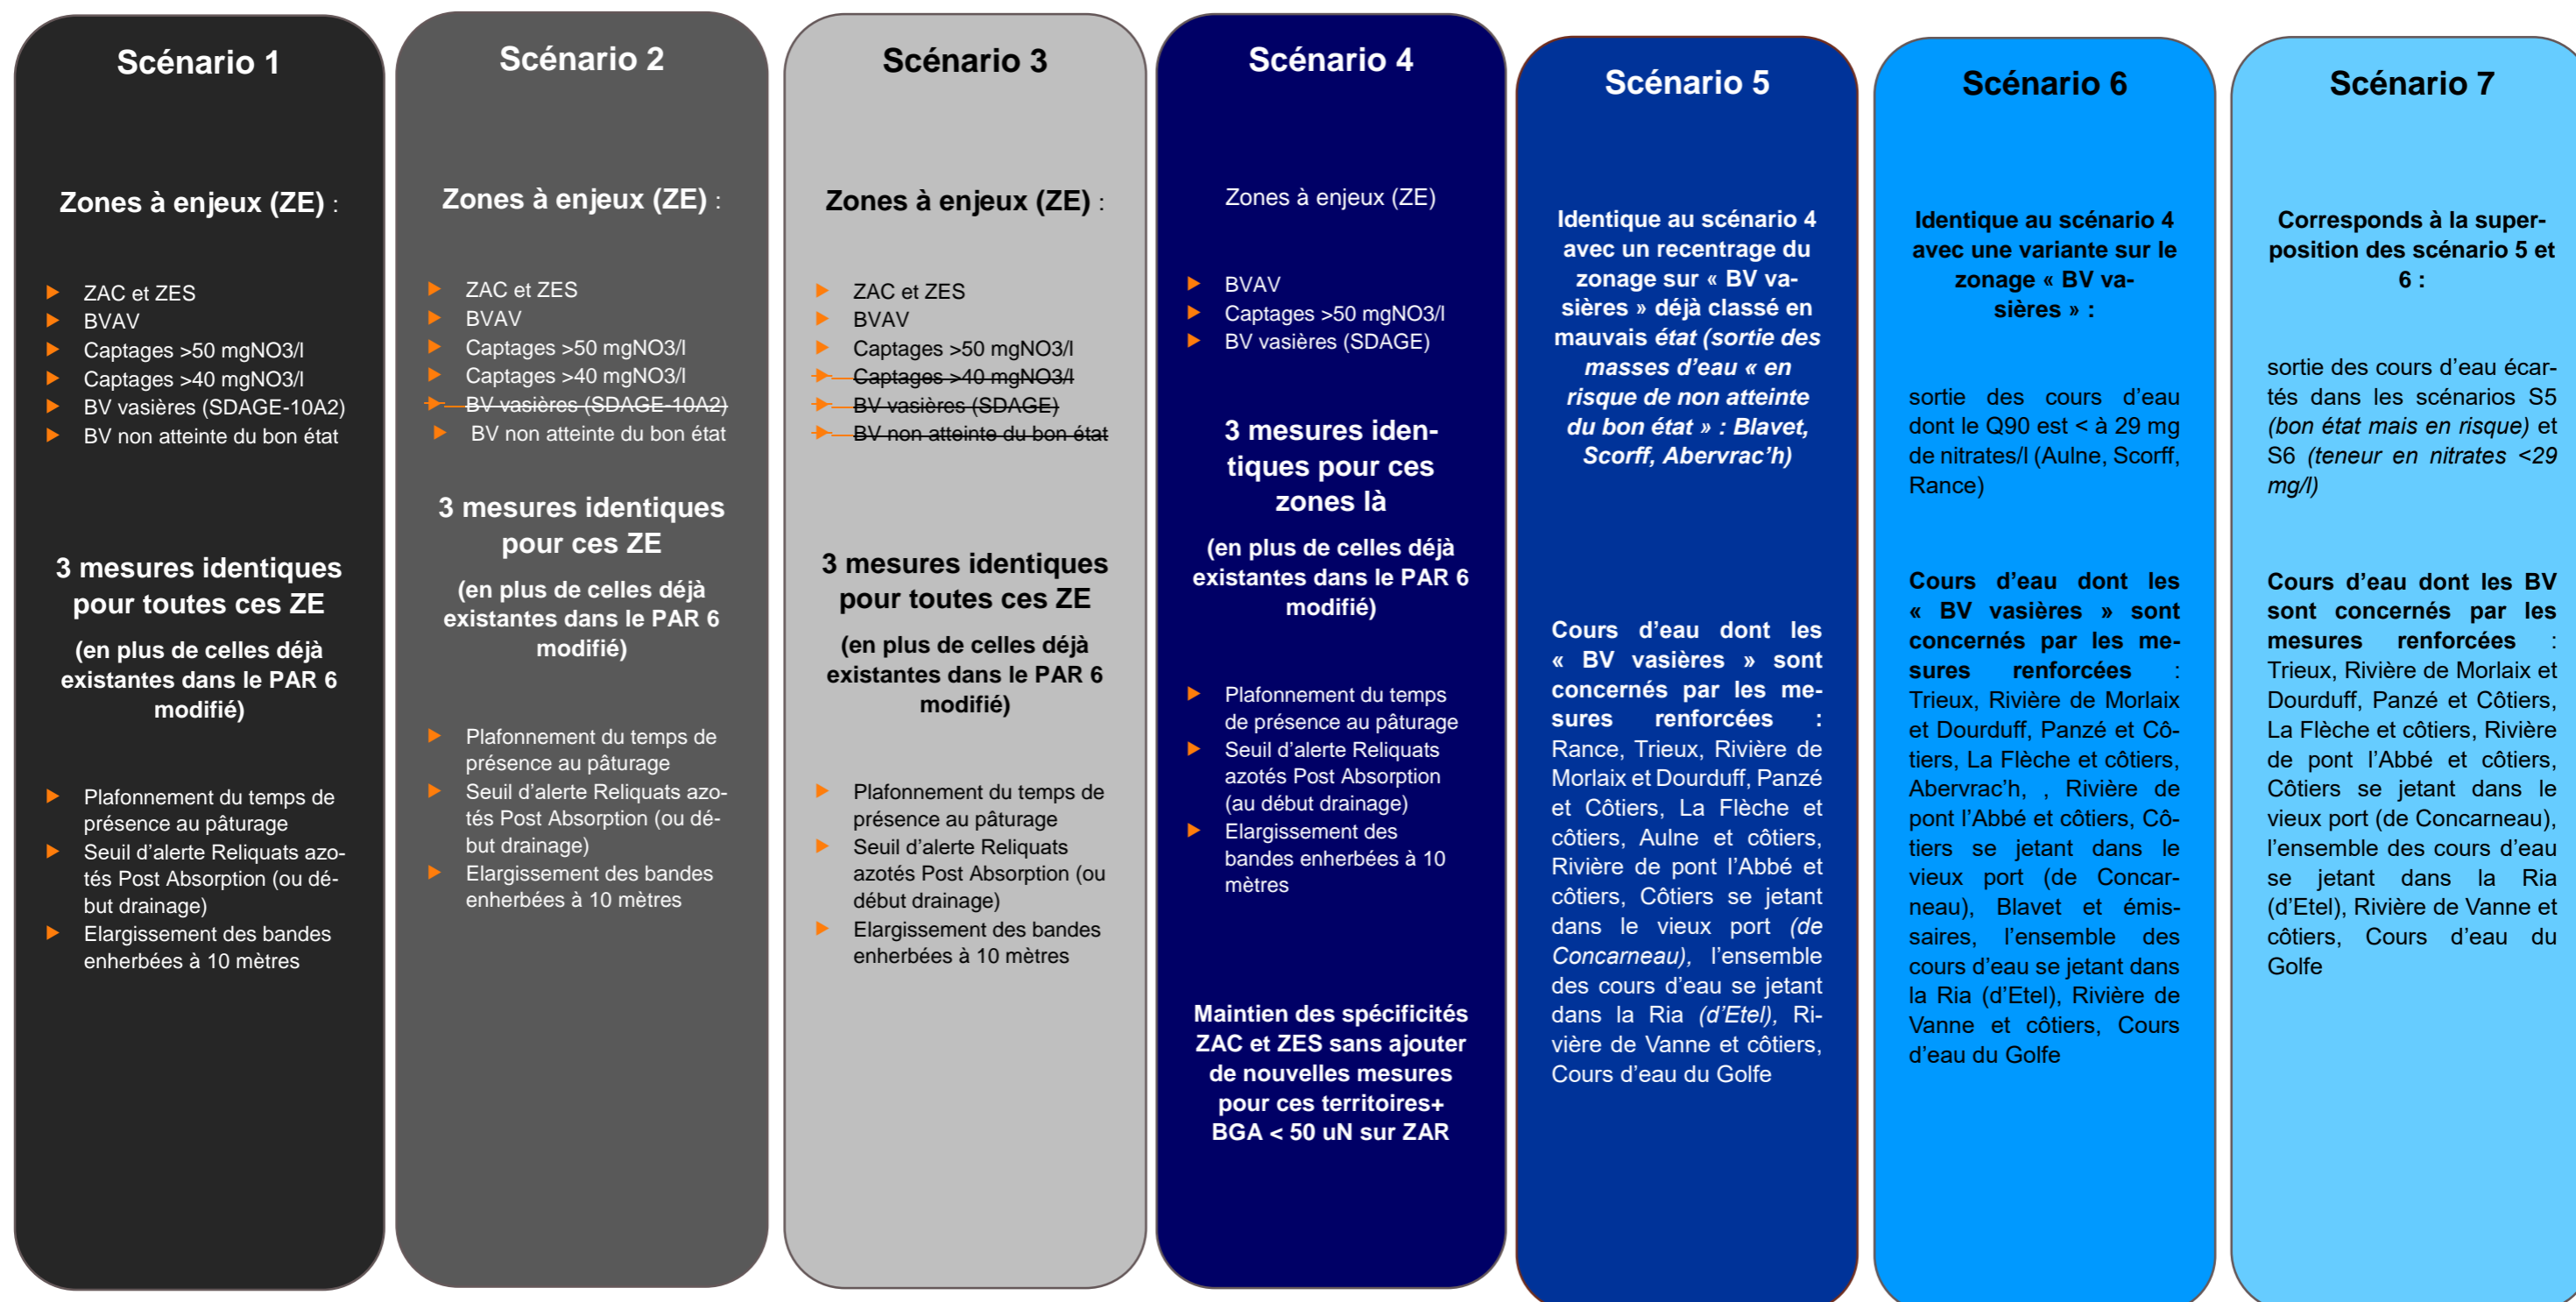 Scénario 1
Zones à enjeux (ZE) :
ZAC et ZES
BVAV
Captages >50 mgNO3/l
Captages >40 mgNO3/l
BV vasières (SDAGE-10A2)
BV non atteinte du bon état
3 mesures identiques
pour toutes ces ZE
(en plus de celles déjà
existantes dans le PAR 6
modifié)
Plafonnement du temps de
présence au pâturage
Seuil d'alerte Reliquats azo-
tés Post Absorption (ou dé-
but drainage)
Elargissement des bandes
enherbées à 10 mètres
Scénario 2
Zones à enjeux (ZE) :
ZAC et ZES
BVAV
Captages >50 mgNO3/l
Captages >40 mgNO3/l
BV vasières (SDAGE-10A2)
BV non atteinte du bon état
3 mesures identiques
pour ces ZE
(en plus de celles déjà
existantes dans le PAR 6
modifié)
Plafonnement du temps de
présence au pâturage
Seuil d'alerte Reliquats azo-
tés Post Absorption (ou dé-
but drainage)
Elargissement des bandes
enherbées à 10 mètres
Scénario 3
Zones à enjeux (ZE) :
ZAC et ZES
BVAV
Captages >50 mgNO3/l
Captages >40 mgNO3/l
BV vasières (SDAGE)
BV non atteinte du bon état
3 mesures identiques
pour toutes ces ZE
(en plus de celles déjà
existantes dans le PAR 6
modifié)
Plafonnement du temps de
présence au pâturage
Seuil d'alerte Reliquats
azotés Post Absorption (ou
début drainage)
Elargissement des bandes
enherbées à 10 mètres
Scénario 4
Zones à enjeux (ZE)
BVAV
Captages >50 mgNO3/l
BV vasières (SDAGE)
3 mesures iden-
tiques pour ces
zones là
(en plus de celles déjà
existantes dans le PAR 6
modifié)
Plafonnement du temps
de présence au pâturage
Seuil d'alerte Reliquats
azotés Post Absorption
(au début drainage)
Elargissement des
bandes enherbées à 10
mètres
Maintien des spécificités
ZAC et ZES sans ajouter
de nouvelles mesures
pour ces territoires+
BGA < 50 uN sur ZAR
Scénario 5
Identique au scénario 4
avec un recentrage du
zonage sur « BV va-
sières » déjà classé en
mauvais état (sortie des
masses d'eau « en
risque de non atteinte
du bon état » : Blavet,
Scorff, Abervrac'h)
Cours d'eau dont les
« BV vasières » sont
concernés par les me-
sures renforcées :
Rance, Trieux, Rivière de
Morlaix et Dourduff, Panzé
et Côtiers, La Flèche et
côtiers, Aulne et côtiers,
Rivière de pont l'Abbé et
côtiers, Côtiers se jetant
dans le vieux port (de
Concarneau), l'ensemble
des cours d'eau se jetant
dans la Ria (d'Etel), Ri-
vière de Vanne et côtiers,
Cours d'eau du Golfe
Scénario 6
Identique au scénario 4
avec une variante sur le
zonage « BV va-
sières » :
sortie des cours d'eau
dont le Q90 est < à 29 mg
de nitrates/l (Aulne, Scorff,
Rance)
Cours d'eau dont les
« BV vasières » sont
concernés par les me-
sures renforcées :
Trieux, Rivière de Morlaix
et Dourduff, Panzé et Cô-
tiers, La Flèche et côtiers,
Abervrac'h, , Rivière de
pont l'Abbé et côtiers, Cô-
tiers se jetant dans le
vieux port (de Concar-
neau), Blavet et émis-
saires, l'ensemble des
cours d'eau se jetant dans
la Ria (d'Etel), Rivière de
Vanne et côtiers, Cours
d'eau du Golfe
Scénario 7
Corresponds à la super-
position des scénario 5 et
6 :
sortie des cours d'eau écar-
tés dans les scénarios S5
(bon état mais en risque) et
S6 (teneur en nitrates <29
mg/l)
Cours d'eau dont les BV
sont concernés par les
mesures renforcées :
Trieux, Rivière de Morlaix et
Dourduff, Panzé et Côtiers,
La Flèche et côtiers, Rivière
de pont l'Abbé et côtiers,
Côtiers se jetant dans le
vieux port (de Concarneau),
l'ensemble des cours d'eau
se jetant dans la Ria
(d'Etel), Rivière de Vanne et
côtiers, Cours d'eau du
Golfe